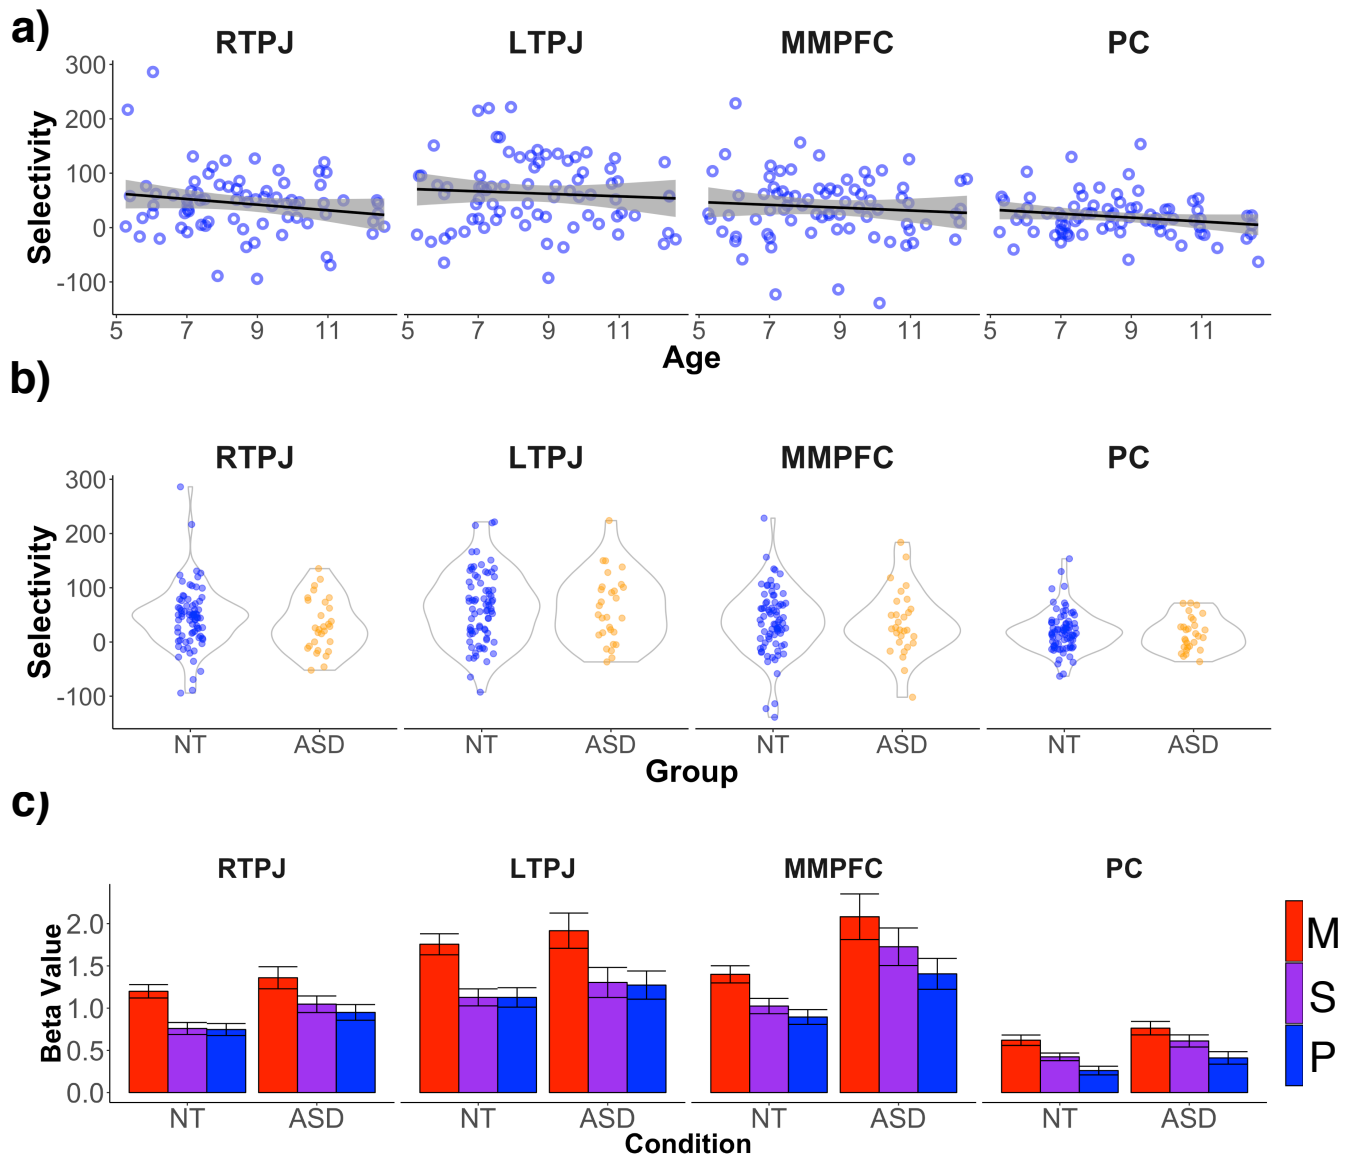 a)
RTPJ LTPJ MMPFC PC
Selectivity
300
200
100
0
-100
5 7 9 11 5 7 9 11 5 7 9 11 5 7 9 11
Age
b)
RTPJ LTPJ MMPFC PC
Selectivity
300
200
100
0
-100
NT ASD NT ASD NT ASD NT ASD
Group
c)
RTPJ LTPJ MMPFC PC
Beta Value
2.0
1.5
1.0
0.5
0.0
NT ASD NT ASD NT ASD NT ASD
Condition
M
S
P